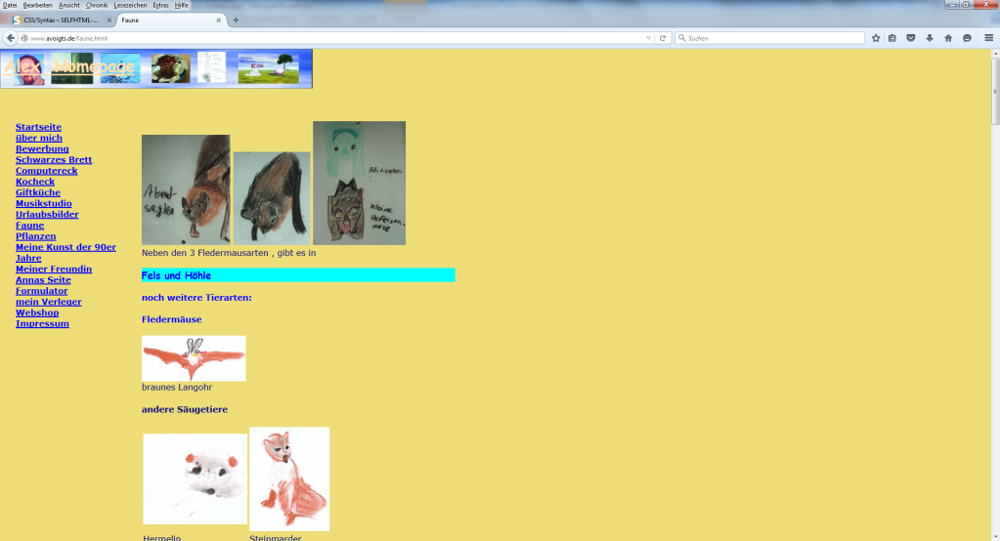 Datei Bearbeiten Ansicht Chronik Lesezeichen Extras Hilfe
CSS/Syntax – SELFHTML-... × Faune × +
www.avoigts.de/faune.html
Suchen
Alex' Homepage
Startseite
über mich
Bewerbung
Schwarzes Brett
Computereck
Kocheck
Giftküche
Musikstudio
Urlaubsbilder
Faune
Pflanzen
Meine Kunst der 90er
Jahre
Meiner Freundin
Annas Seite
Formulator
mein Verleger
Webshop
Impressum
Abend-
segler
kleine
Hufeisen-
nase
Neben den 3 Fledermausarten , gibt es in
Fels und Höhle
noch weitere Tierarten:
Fledermäuse
braunes Langohr
andere Säugetiere
Hermelin Steinmarder